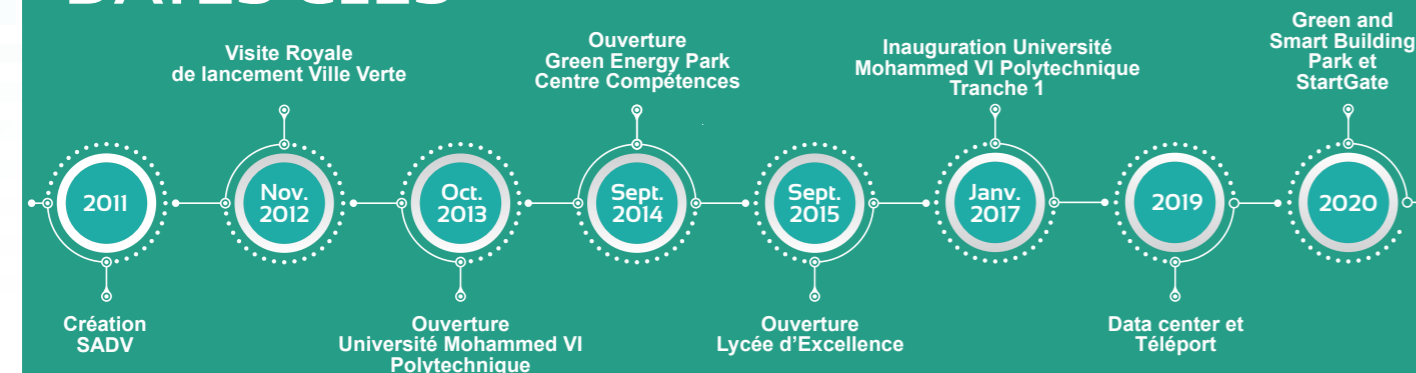 DATES CLÉS
2011
Création
SADV
Nov.
2012
Visite Royale
de lancement Ville Verte
Oct.
2013
Ouverture
Université Mohammed VI
Polytechnique
Sept.
2014
Ouverture
Green Energy Park
Centre Compétences
Sept.
2015
Ouverture
Lycée d’Excellence
Janv.
2017
Inauguration Université
Mohammed VI Polytechnique
Tranche 1
2019
Data center et
Téléport
2020
Green and
Smart Building
Park et
StartGate